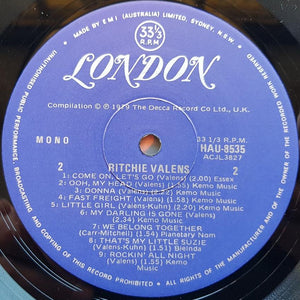 MADE BY E M I (AUSTRALIA) LIMITED, SYDNEY, N.S.W.
33⅓
R.P.M
LONDON
Compilation ℗ © 1978 The Decca Record Co Ltd., U.K.
MONO
33 1/3 R.P.M.
HAU-8535
ACJL.3827
2
2
RITCHIE VALENS
1 - COME ON, LET'S GO (Valens) (2.00) Essex
2 - OOH, MY HEAD (Valens) (1.55) Kemo Music
3 - DONNA (Valens) (2.22) Kemo Music
4 - FAST FREIGHT (Valens) (1.58) Kemo Music
5 - LITTLE GIRL (Valens-Kuhn) (2.20) Kemo Music
6 - MY DARLING IS GONE (Valens)
(2.34) Kemo Music
7 - WE BELONG TOGETHER
(Carr-Mitchell) (1.54) Planetary Nom
8 - THAT'S MY LITTLE SUZIE
(Valens-Kuhn) (1.51) Belinda
9 - ROCKIN' ALL NIGHT
(Valens) Kemo Music
UNAUTHORISED PUBLIC PERFORMANCE, BROADCASTING AND COPYING OF THIS RECORD PROHIBITED • ALL RIGHTS OF THE MANUFACTURER AND OF THE OWNER OF THE RECORDED WORK RESERVED